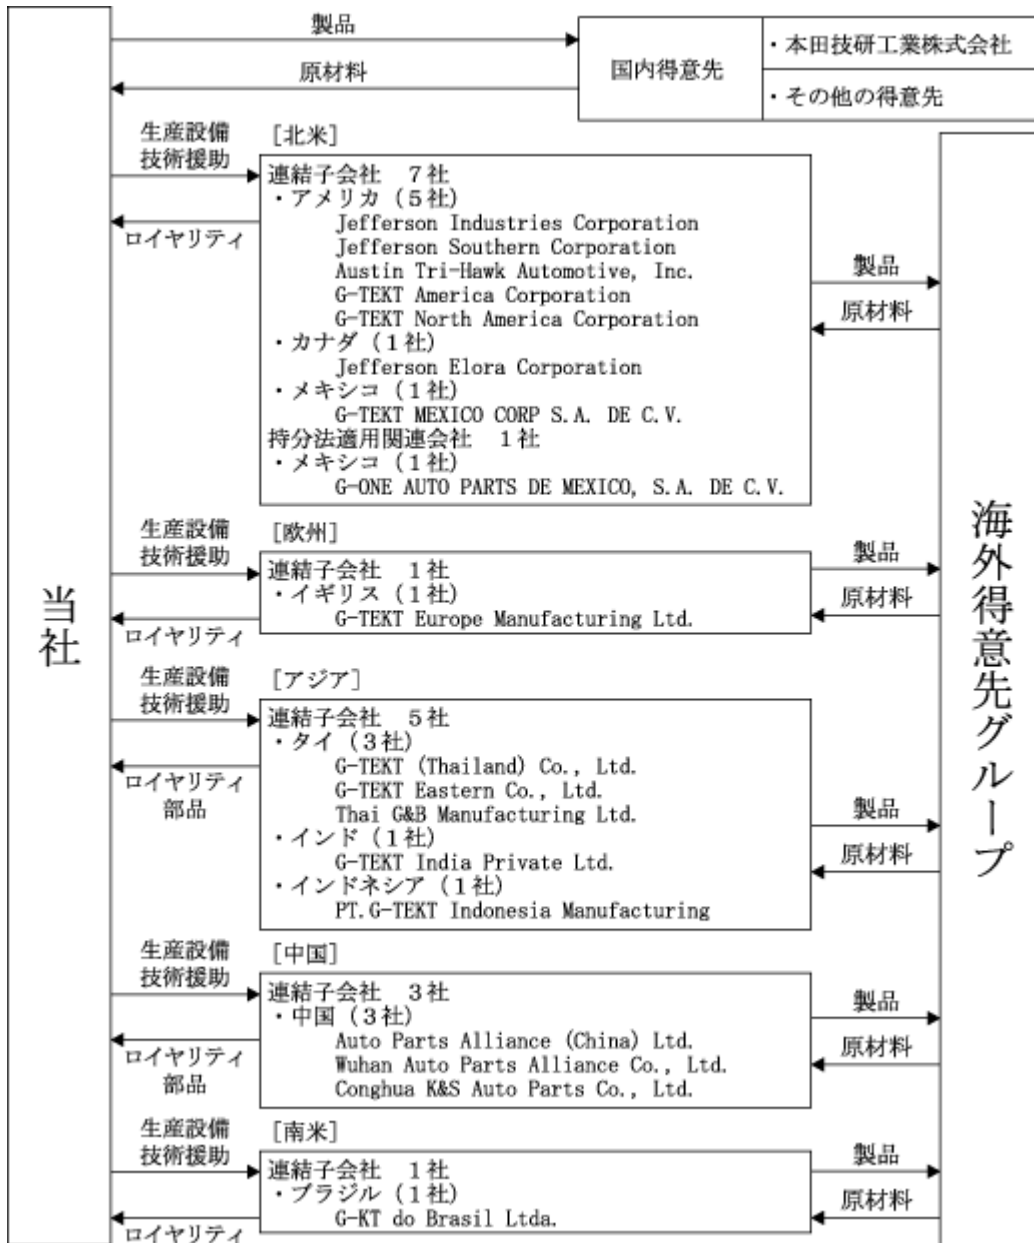 当社
製品
原材料
国内得意先
・本田技研工業株式会社
・その他の得意先
生産設備
技術援助
ロイヤリティ
[北米]
連結子会社 7社
・アメリカ(5社)
Jefferson Industries Corporation
Jefferson Southern Corporation
Austin Tri-Hawk Automotive, Inc.
G-TEKT America Corporation
G-TEKT North America Corporation
・カナダ(1社)
Jefferson Elora Corporation
・メキシコ(1社)
G-TEKT MEXICO CORP S.A. DE C.V.
持分法適用関連会社 1社
・メキシコ(1社)
G-ONE AUTO PARTS DE MEXICO, S.A. DE C.V.
製品
原材料
生産設備
技術援助
ロイヤリティ
[欧州]
連結子会社 1社
・イギリス(1社)
G-TEKT Europe Manufacturing Ltd.
製品
原材料
生産設備
技術援助
ロイヤリティ
部品
[アジア]
連結子会社 5社
・タイ(3社)
G-TEKT (Thailand) Co., Ltd.
G-TEKT Eastern Co., Ltd.
Thai G&B Manufacturing Ltd.
・インド(1社)
G-TEKT India Private Ltd.
・インドネシア(1社)
PT.G-TEKT Indonesia Manufacturing
製品
原材料
生産設備
技術援助
ロイヤリティ
部品
[中国]
連結子会社 3社
・中国(3社)
Auto Parts Alliance (China) Ltd.
Wuhan Auto Parts Alliance Co., Ltd.
Conghua K&S Auto Parts Co., Ltd.
製品
原材料
生産設備
技術援助
ロイヤリティ
[南米]
連結子会社 1社
・ブラジル(1社)
G-KT do Brasil Ltda.
製品
原材料
海外得意先グループ